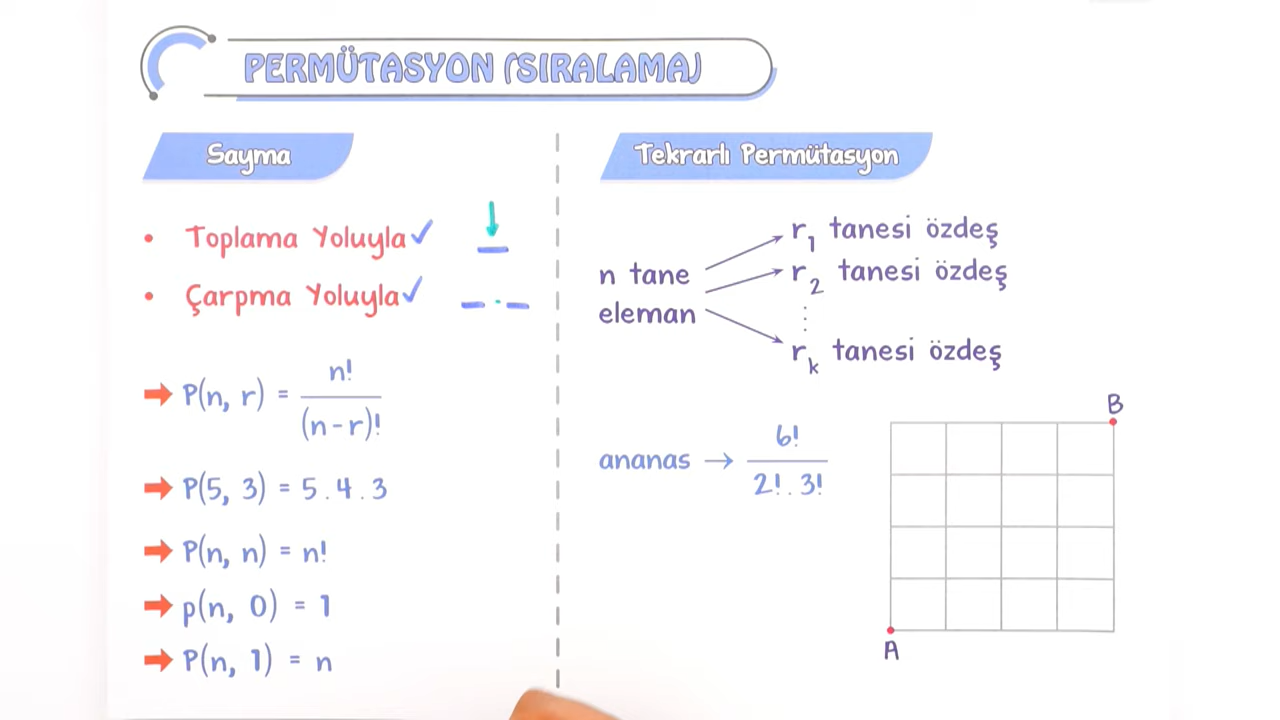 PERMÜTASYON (SIRALAMA)
Sayma
• Toplama Yoluyla ✓
• Çarpma Yoluyla ✓
➡ P(n, r) = n! / (n-r)!
➡ P(5, 3) = 5.4.3
➡ P(n, n) = n!
➡ p(n, 0) = 1
➡ P(n, 1) = n
Tekrarlı Permütasyon
n tane
eleman
r1 tanesi özdeş
r2 tanesi özdeş
⋮
rk tanesi özdeş
ananas → 6! / 2!.3!
B
A